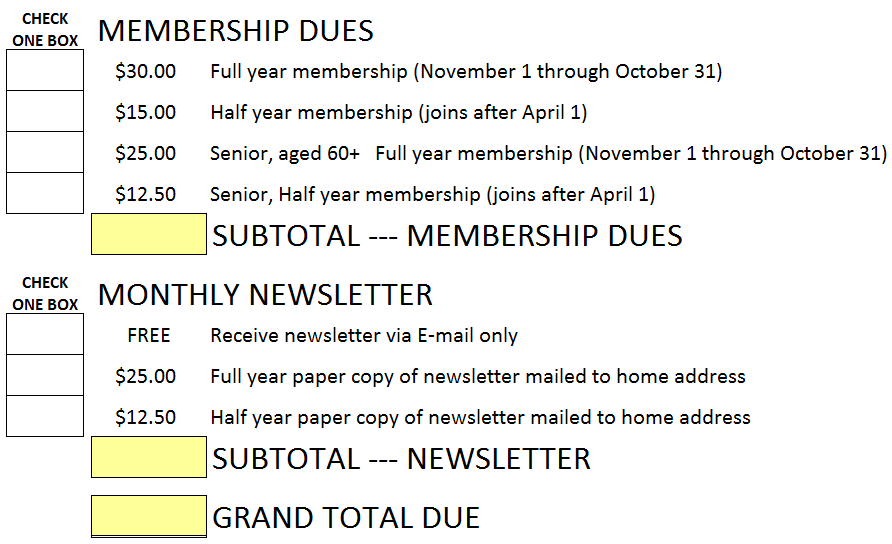 CHECK
ONE BOX
MEMBERSHIP DUES
$30.00 Full year membership (November 1 through October 31)
$15.00 Half year membership (joins after April 1)
$25.00 Senior, aged 60+ Full year membership (November 1 through October 31)
$12.50 Senior, Half year membership (joins after April 1)
SUBTOTAL --- MEMBERSHIP DUES
CHECK
ONE BOX
MONTHLY NEWSLETTER
FREE Receive newsletter via E-mail only
$25.00 Full year paper copy of newsletter mailed to home address
$12.50 Half year paper copy of newsletter mailed to home address
SUBTOTAL --- NEWSLETTER
GRAND TOTAL DUE